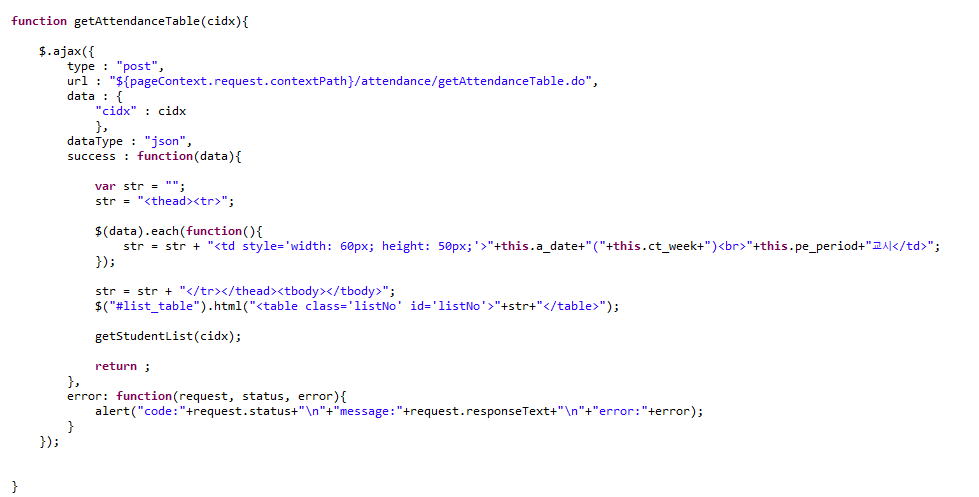 function getAttendanceTable(cidx){
$.ajax({
type : "post",
url : "${pageContext.request.contextPath}/attendance/getAttendanceTable.do",
data : {
"cidx" : cidx
},
dataType : "json",
success : function(data){
var str = "";
str = "<thead><tr>";
$(data).each(function(){
str = str + "<td style='width: 60px; height: 50px;'>"+this.a_date+"("+this.ct_week+")<br>"+this.pe_period+"교시</td>";
});
str = str + "</tr></thead><tbody></tbody>";
$("#list_table").html("<table class='listNo' id='listNo'>"+str+"</table>");
getStudentList(cidx);
return ;
},
error: function(request, status, error){
alert("code:"+request.status+"\n"+"message:"+request.responseText+"\n"+"error:"+error);
}
});
}